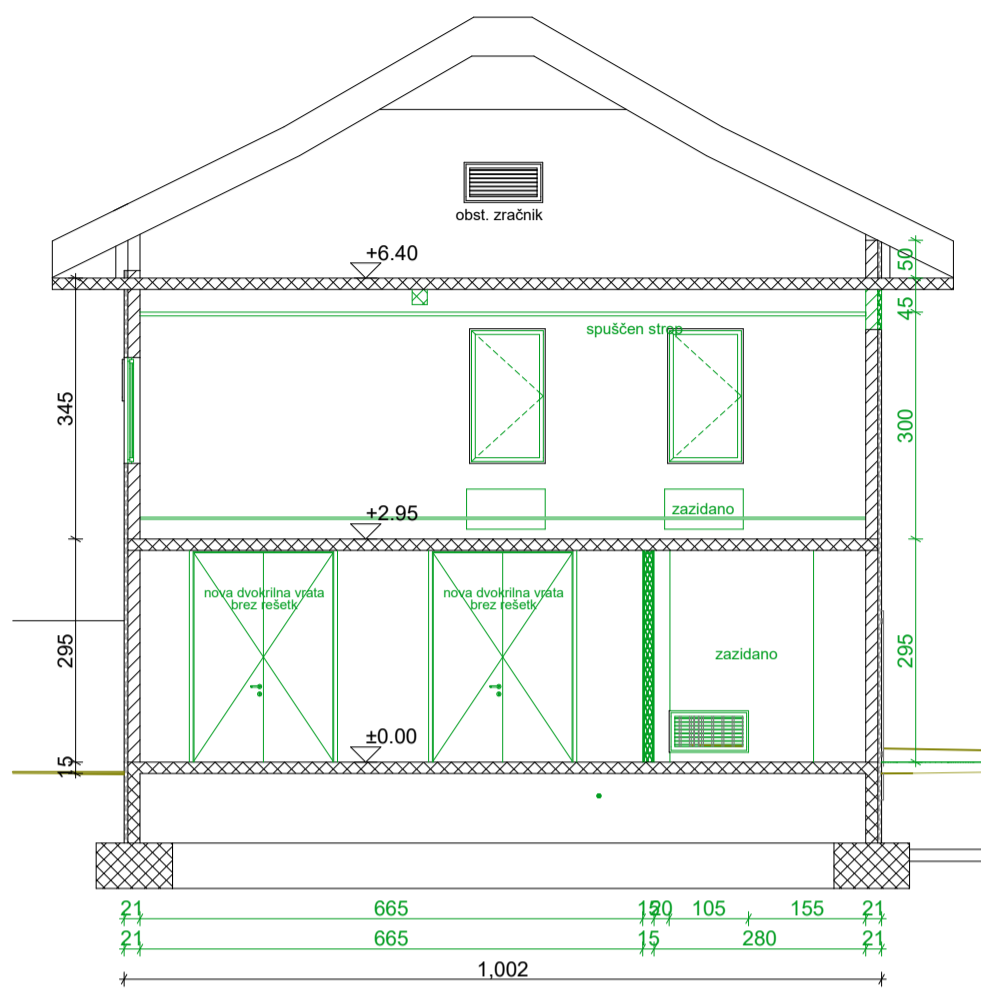 obst. zračnik
+6.40
50
45
spuščen strop
345
300
zazidano
+2.95
nova dvokrilna vrata
brez rešetk
nova dvokrilna vrata
brez rešetk
295
295
zazidano
±0.00
15
21 665 15 20 105 155 21
21 665 15 280 21
1,002